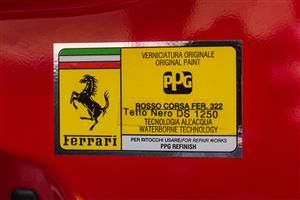 VERNICIATURA ORIGINALE
ORIGINAL PAINT
PPG
ROSSO CORSA FER. 322
Tetto Nero DS 1250
TECNOLOGIA ALL'ACQUA
WATERBORNE TECHNOLOGY
Ferrari
PER RITOCCHI USARE/FOR REPAIR WORKS
PPG REFINISH